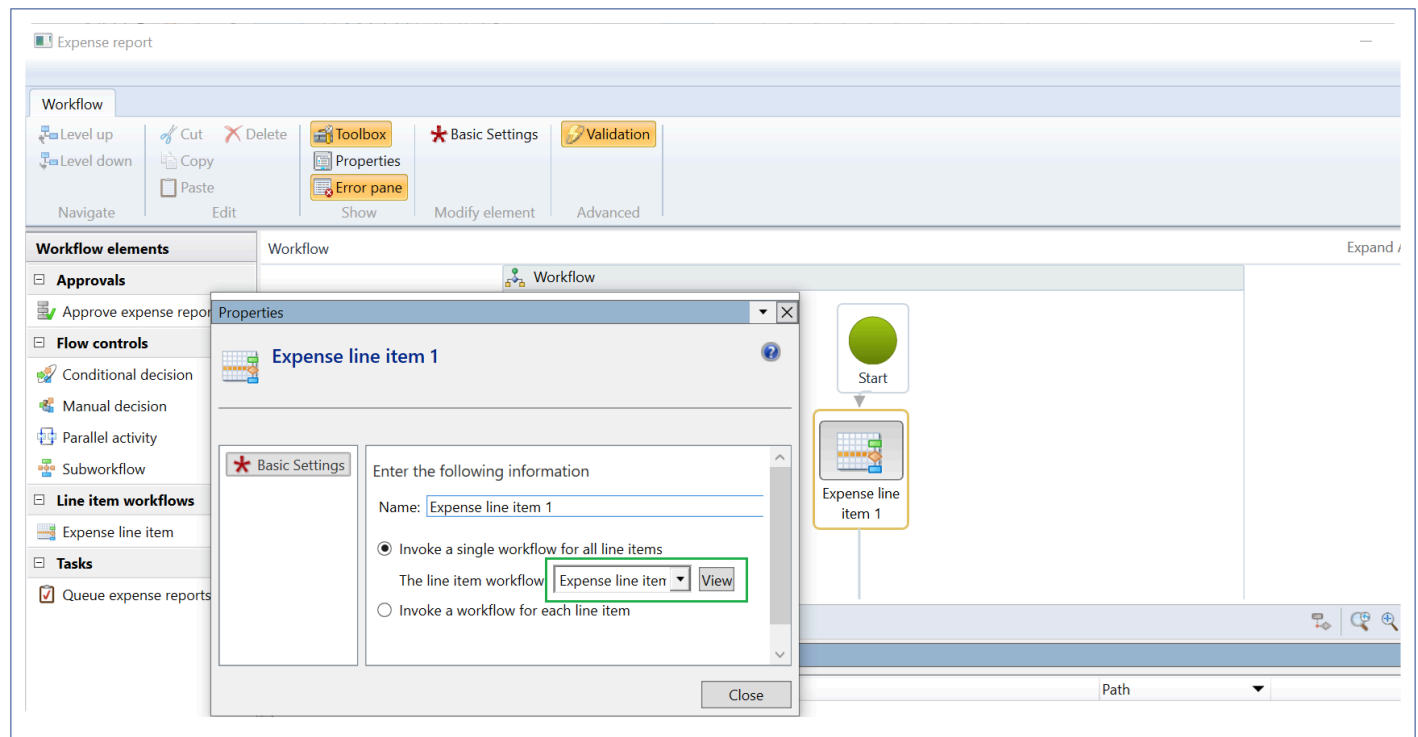 Expense report
Workflow
Level up
Cut
Delete
Toolbox
Basic Settings
Validation
Level down
Copy
Properties
Paste
Error pane
Navigate
Edit
Show
Modify element
Advanced
Workflow elements
Workflow
Expand
Approvals
Workflow
Approve expense repor
Properties
Flow controls
Expense line item 1
Conditional decision
Start
Manual decision
Parallel activity
Basic Settings
Enter the following information
Subworkflow
Line item workflows
Name: Expense line item 1
Expense line
item 1
Expense line item
Invoke a single workflow for all line items
Tasks
The line item workflow
Expense line iten
View
Queue expense reports
Invoke a workflow for each line item
Close
Path